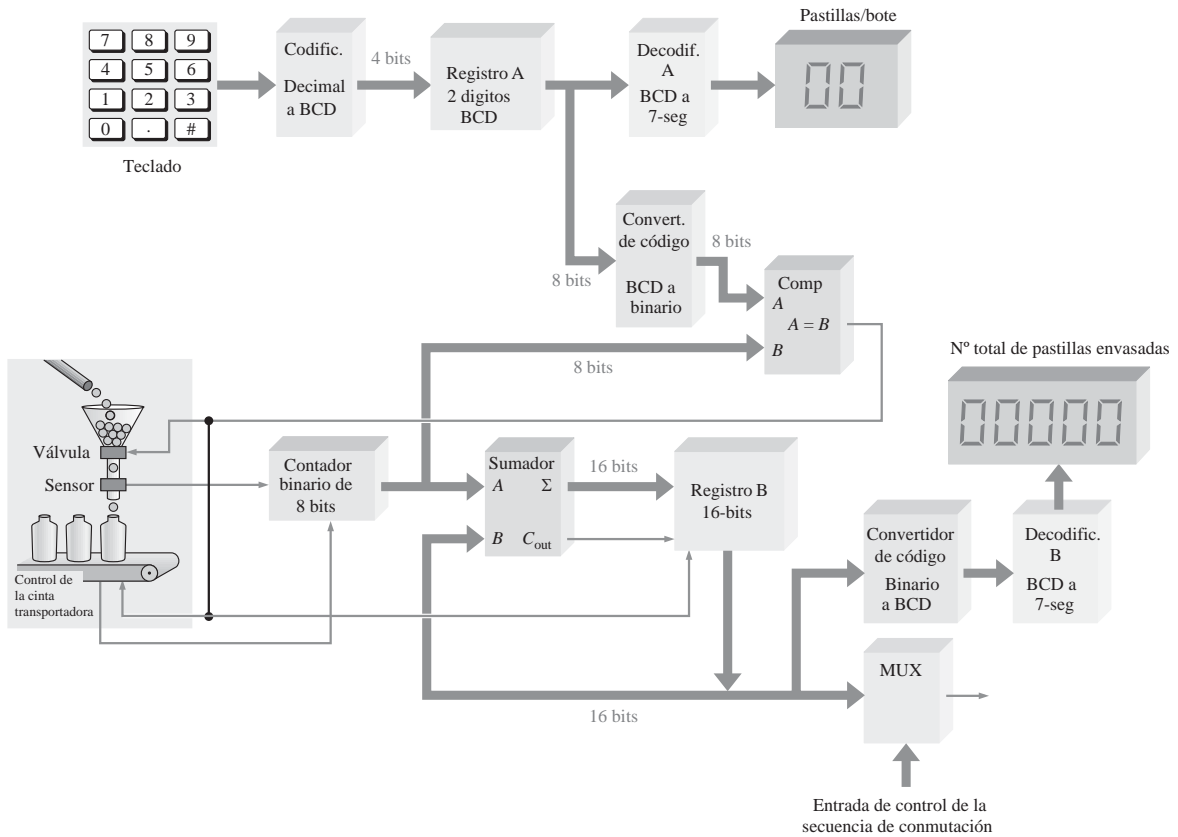 Pastillas/bote
7 8 9
4 5 6
1 2 3
0 . #
Teclado
Codific.
Decimal
a BCD
4 bits
Registro A
2 digitos
BCD
Decodif.
A
BCD a
7-seg
00
Convert.
de código
BCD a
binario
8 bits
8 bits
Comp
A
A = B
B
8 bits
Nº total de pastillas envasadas
00000
Válvula
Sensor
Control de
la cinta
transportadora
Contador
binario de
8 bits
Sumador
A Σ
B Cout
16 bits
Registro B
16-bits
Convertidor
de código
Binario
a BCD
Decodific.
B
BCD a
7-seg
MUX
16 bits
Entrada de control de la
secuencia de conmutación